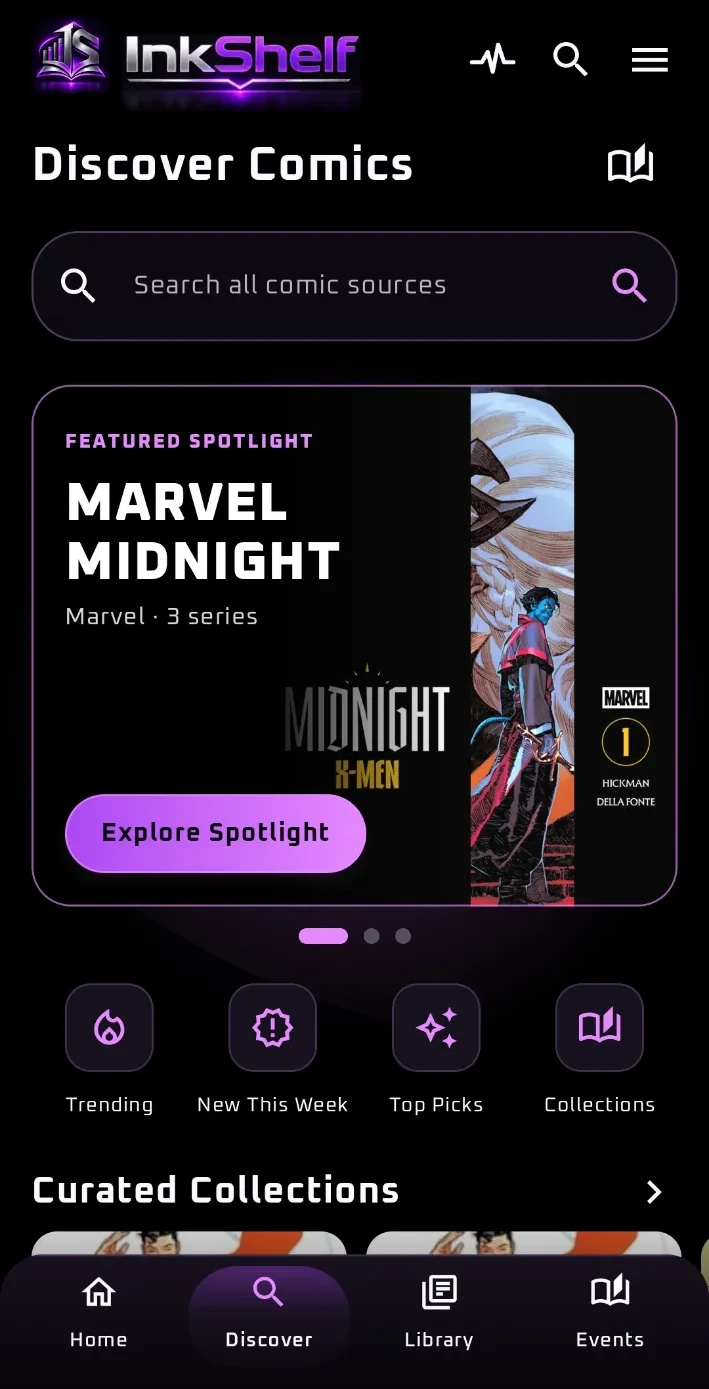 InkShelf
Discover Comics
Search all comic sources
FEATURED SPOTLIGHT
MARVEL
MIDNIGHT
Marvel · 3 series
MIDNIGHT
X-MEN
MARVEL
1
HICKMAN
DELLA FONTE
Explore Spotlight
Trending
New This Week
Top Picks
Collections
Curated Collections
Home
Discover
Library
Events